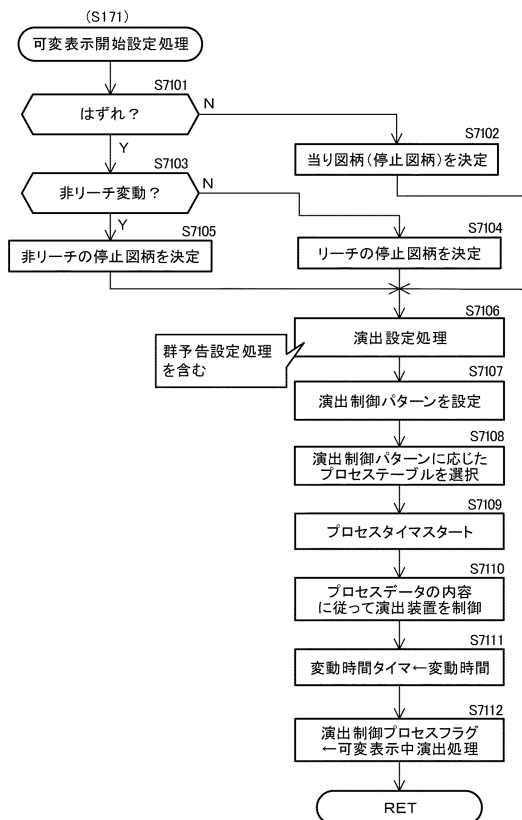 (S171)
可変表示開始設定処理
S7101
はずれ？
N
Y
S7102
当り図柄(停止図柄)を決定
S7103
非リーチ変動？
N
Y
S7105
非リーチの停止図柄を決定
S7104
リーチの停止図柄を決定
S7106
演出設定処理
群予告設定処理
を含む
S7107
演出制御パターンを設定
S7108
演出制御パターンに応じた
プロセステーブルを選択
S7109
プロセスタイマスタート
S7110
プロセスデータの内容
に従って演出装置を制御
S7111
変動時間タイマ←変動時間
S7112
演出制御プロセスフラグ
←可変表示中演出処理
RET